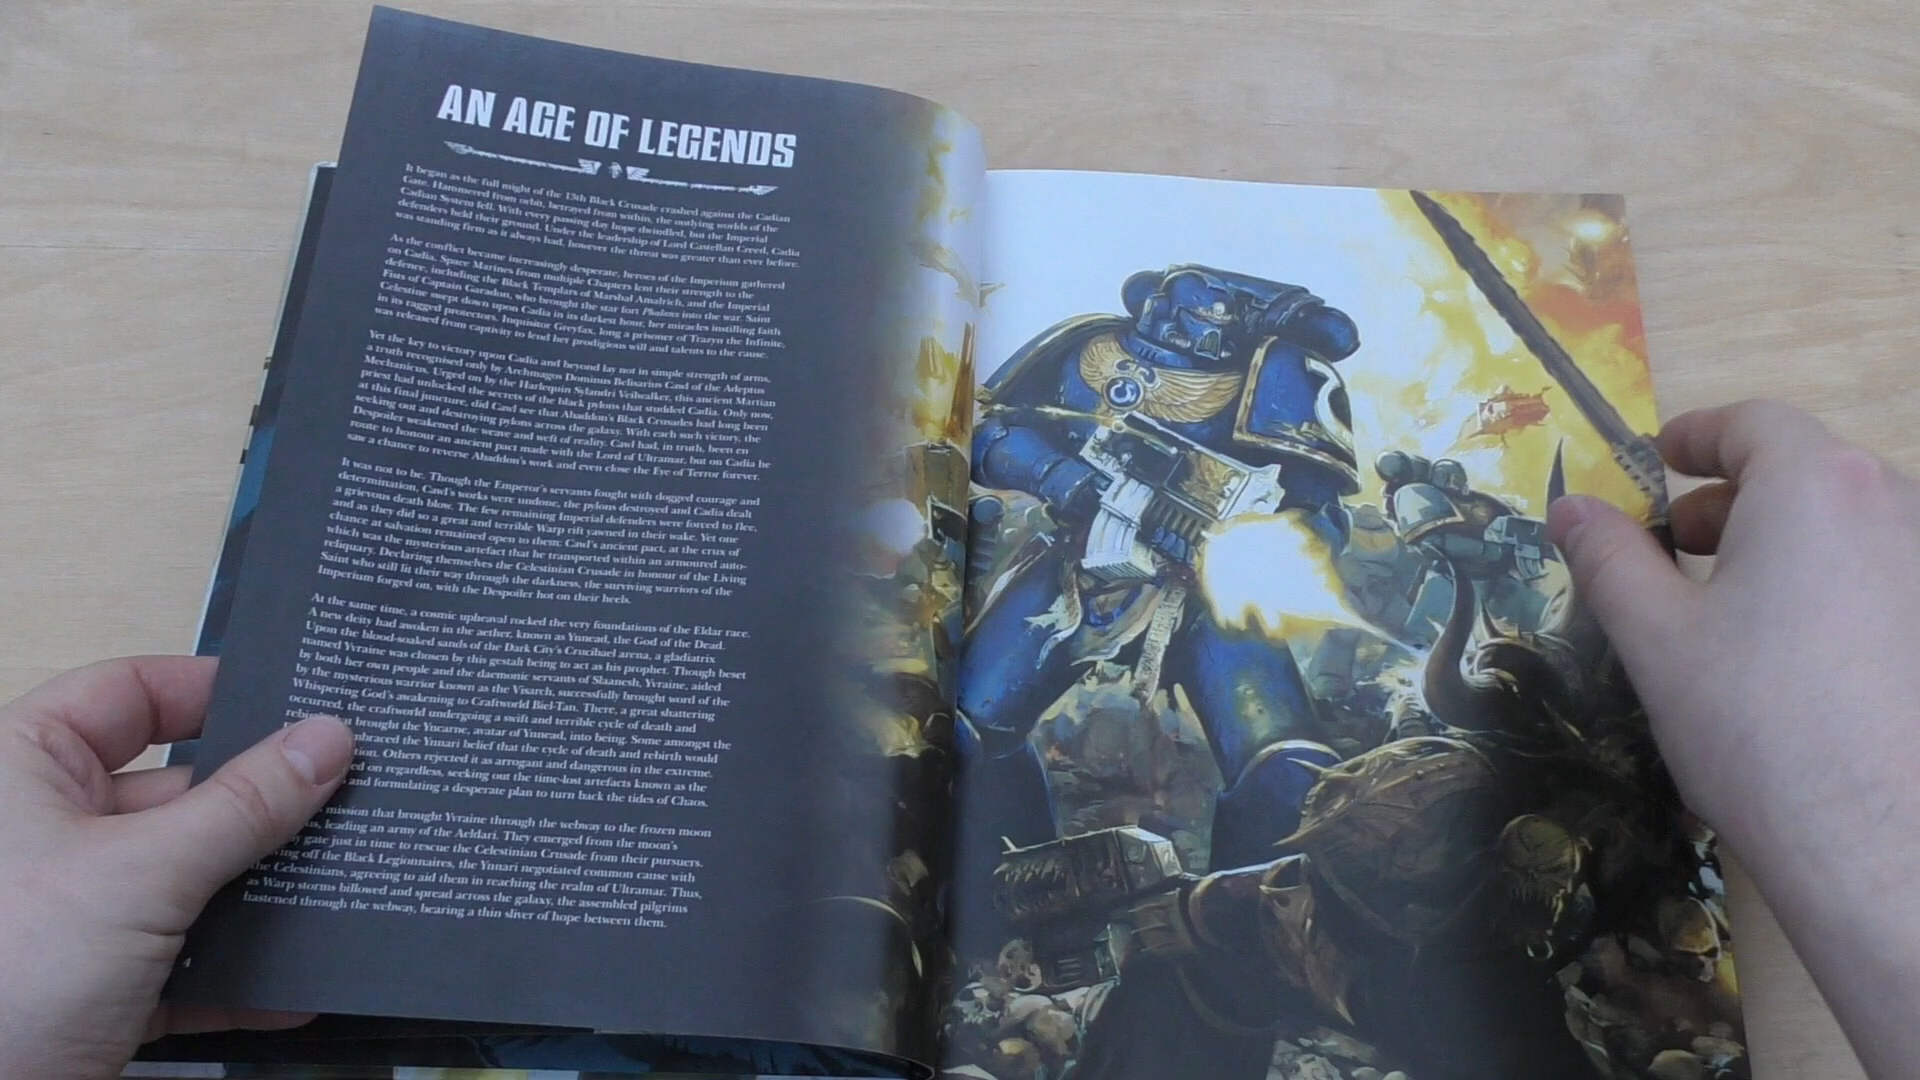 AN AGE OF LEGENDS
It began as the full might of the 13th Black Crusade crashed against the Cadian
Gate. Hammered from orbit, betrayed from within, the outlying worlds of the
Cadian System fell. With every passing day hope dwindled, but the Imperial
defenders held their ground. Under the leadership of Lord Castellan Creed, Cadia
was standing firm as it always had, however the threat was greater than ever before.
As the conflict became increasingly desperate, heroes of the Imperium gathered
on Cadia. Space Marines from multiple Chapters lent their strength to the
defence, including the Black Templars of Marshal Amalrich, and the Imperial
Fists of Captain Garadon, who brought the star fort Phalanx into the war. Saint
Celestine swept down upon Cadia in its darkest hour, her miracles instilling faith
in its ragged protectors. Inquisitor Greyfax, long a prisoner of Trazyn the Infinite,
was released from captivity to lend her prodigious will and talents to the cause.
Yet the key to victory upon Cadia and beyond lay not in simple strength of arms,
a truth recognised only by Archmagos Dominus Belisarius Cawl of the Adeptus
Mechanicus. Urged on by the Harlequin Sylandri Veilwalker, this ancient Martian
priest had unlocked the secrets of the black pylons that studded Cadia. Only now,
at this final juncture, did Cawl see that Abaddon's Black Crusades had long been
seeking out and destroying pylons across the galaxy. With each such victory, the
Despoiler weakened the weave and weft of reality. Cawl had, in truth, been en
route to honour an ancient pact made with the Lord of Ultramar, but on Cadia he
saw a chance to reverse Abaddon's work and even close the Eye of Terror forever.
It was not to be. Though the Emperor's servants fought with dogged courage and
determination, Cawl's works were undone, the pylons destroyed and Cadia dealt
a grievous death blow. The few remaining Imperial defenders were forced to flee,
and as they did so a great and terrible Warp rift yawned in their wake. Yet one
chance at salvation remained open to them: Cawl's ancient pact, at the crux of
which was the mysterious artefact that he transported within an armoured auto-
reliquary. Declaring themselves the Celestinian Crusade in honour of the Living
Saint who still lit their way through the darkness, the surviving warriors of the
Imperium forged on, with the Despoiler hot on their heels.
At the same time, a cosmic upheaval rocked the very foundations of the Eldar race.
A new deity had awoken in the aether, known as Ynnead, the God of the Dead.
Upon the blood-soaked sands of the Dark City's Crucibael arena, a gladiatrix
named Yvraine was chosen by this gestalt being to act as his prophet. Though beset
by both her own people and the daemonic servants of Slaanesh, Yvraine, aided
by the mysterious warrior known as the Visarch, successfully brought word of the
Whispering God's awakening to Craftworld Biel-Tan. There, a great shattering
occurred, the craftworld undergoing a swift and terrible cycle of death and
brought the Yncarne, avatar of Ynnead, into being. Some amongst the
embraced the Ynnari belief that the cycle of death and rebirth would
Others rejected it as arrogant and dangerous in the extreme.
on regardless, seeking out the time-lost artefacts known as the
and formulating a desperate plan to turn back the tides of Chaos.
mission that brought Yvraine through the webway to the frozen moon
leading an army of the Aeldari. They emerged from the moon's
gate just in time to rescue the Celestinian Crusade from their pursuers.
off the Black Legionnaires, the Ynnari negotiated common cause with
the Celestinians, agreeing to aid them in reaching the realm of Ultramar. Thus,
as Warp storms billowed and spread across the galaxy, the assembled pilgrims
hastened through the webway, bearing a thin sliver of hope between them.
4